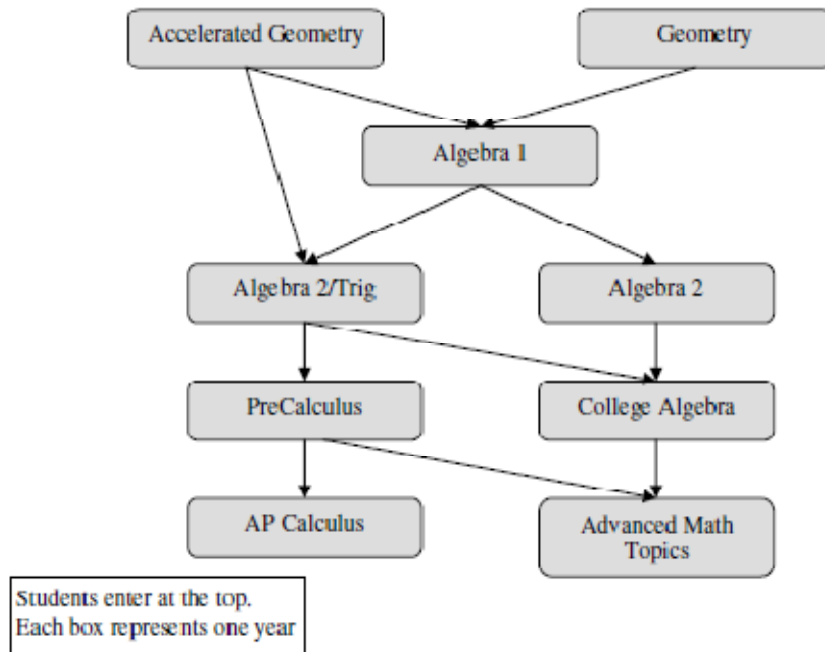 Accelerated Geometry
Geometry
Algebra 1
Algebra 2/Trig
Algebra 2
PreCalculus
College Algebra
AP Calculus
Advanced Math
Topics
Students enter at the top.
Each box represents one year